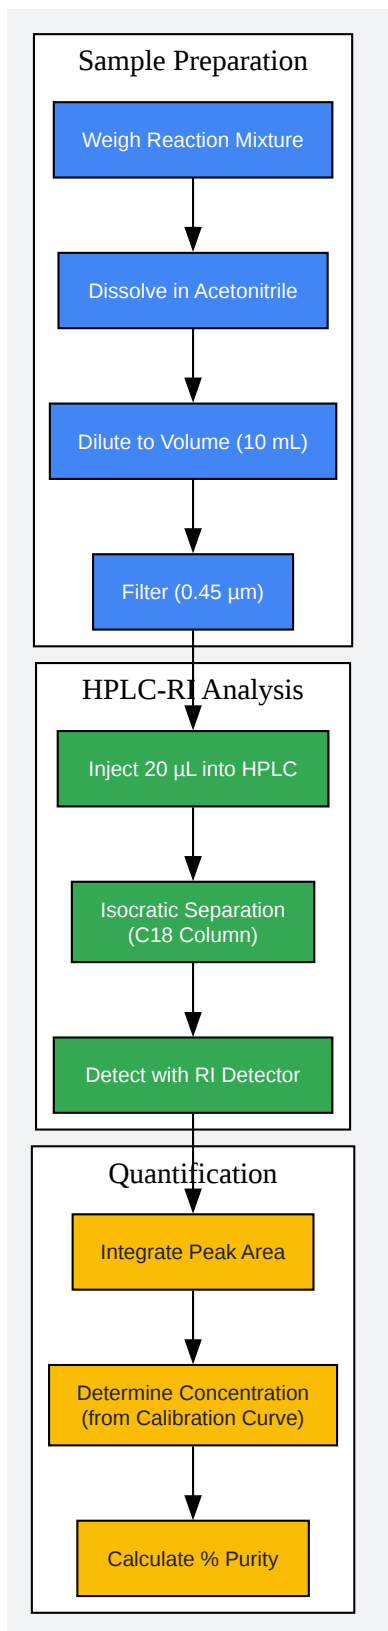 Sample Preparation
Weigh Reaction Mixture
Dissolve in Acetonitrile
Dilute to Volume (10 mL)
Filter (0.45 µm)
HPLC-RI Analysis
Inject 20 µL into HPLC
Isocratic Separation
(C18 Column)
Detect with RI Detector
Quantification
Integrate Peak Area
Determine Concentration
(from Calibration Curve)
Calculate % Purity